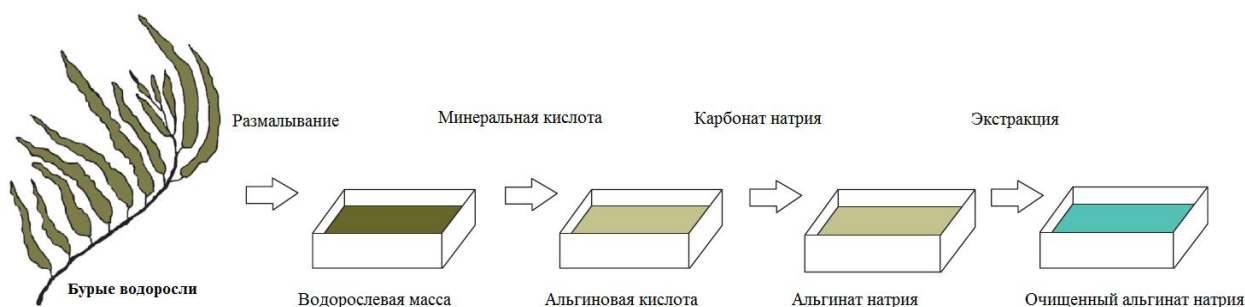 Размалывание
Минеральная кислота
Карбонат натрия
Экстракция
Бурые водоросли
Водорослевая масса
Альгиновая кислота
Альгинат натрия
Очищенный альгинат натрия